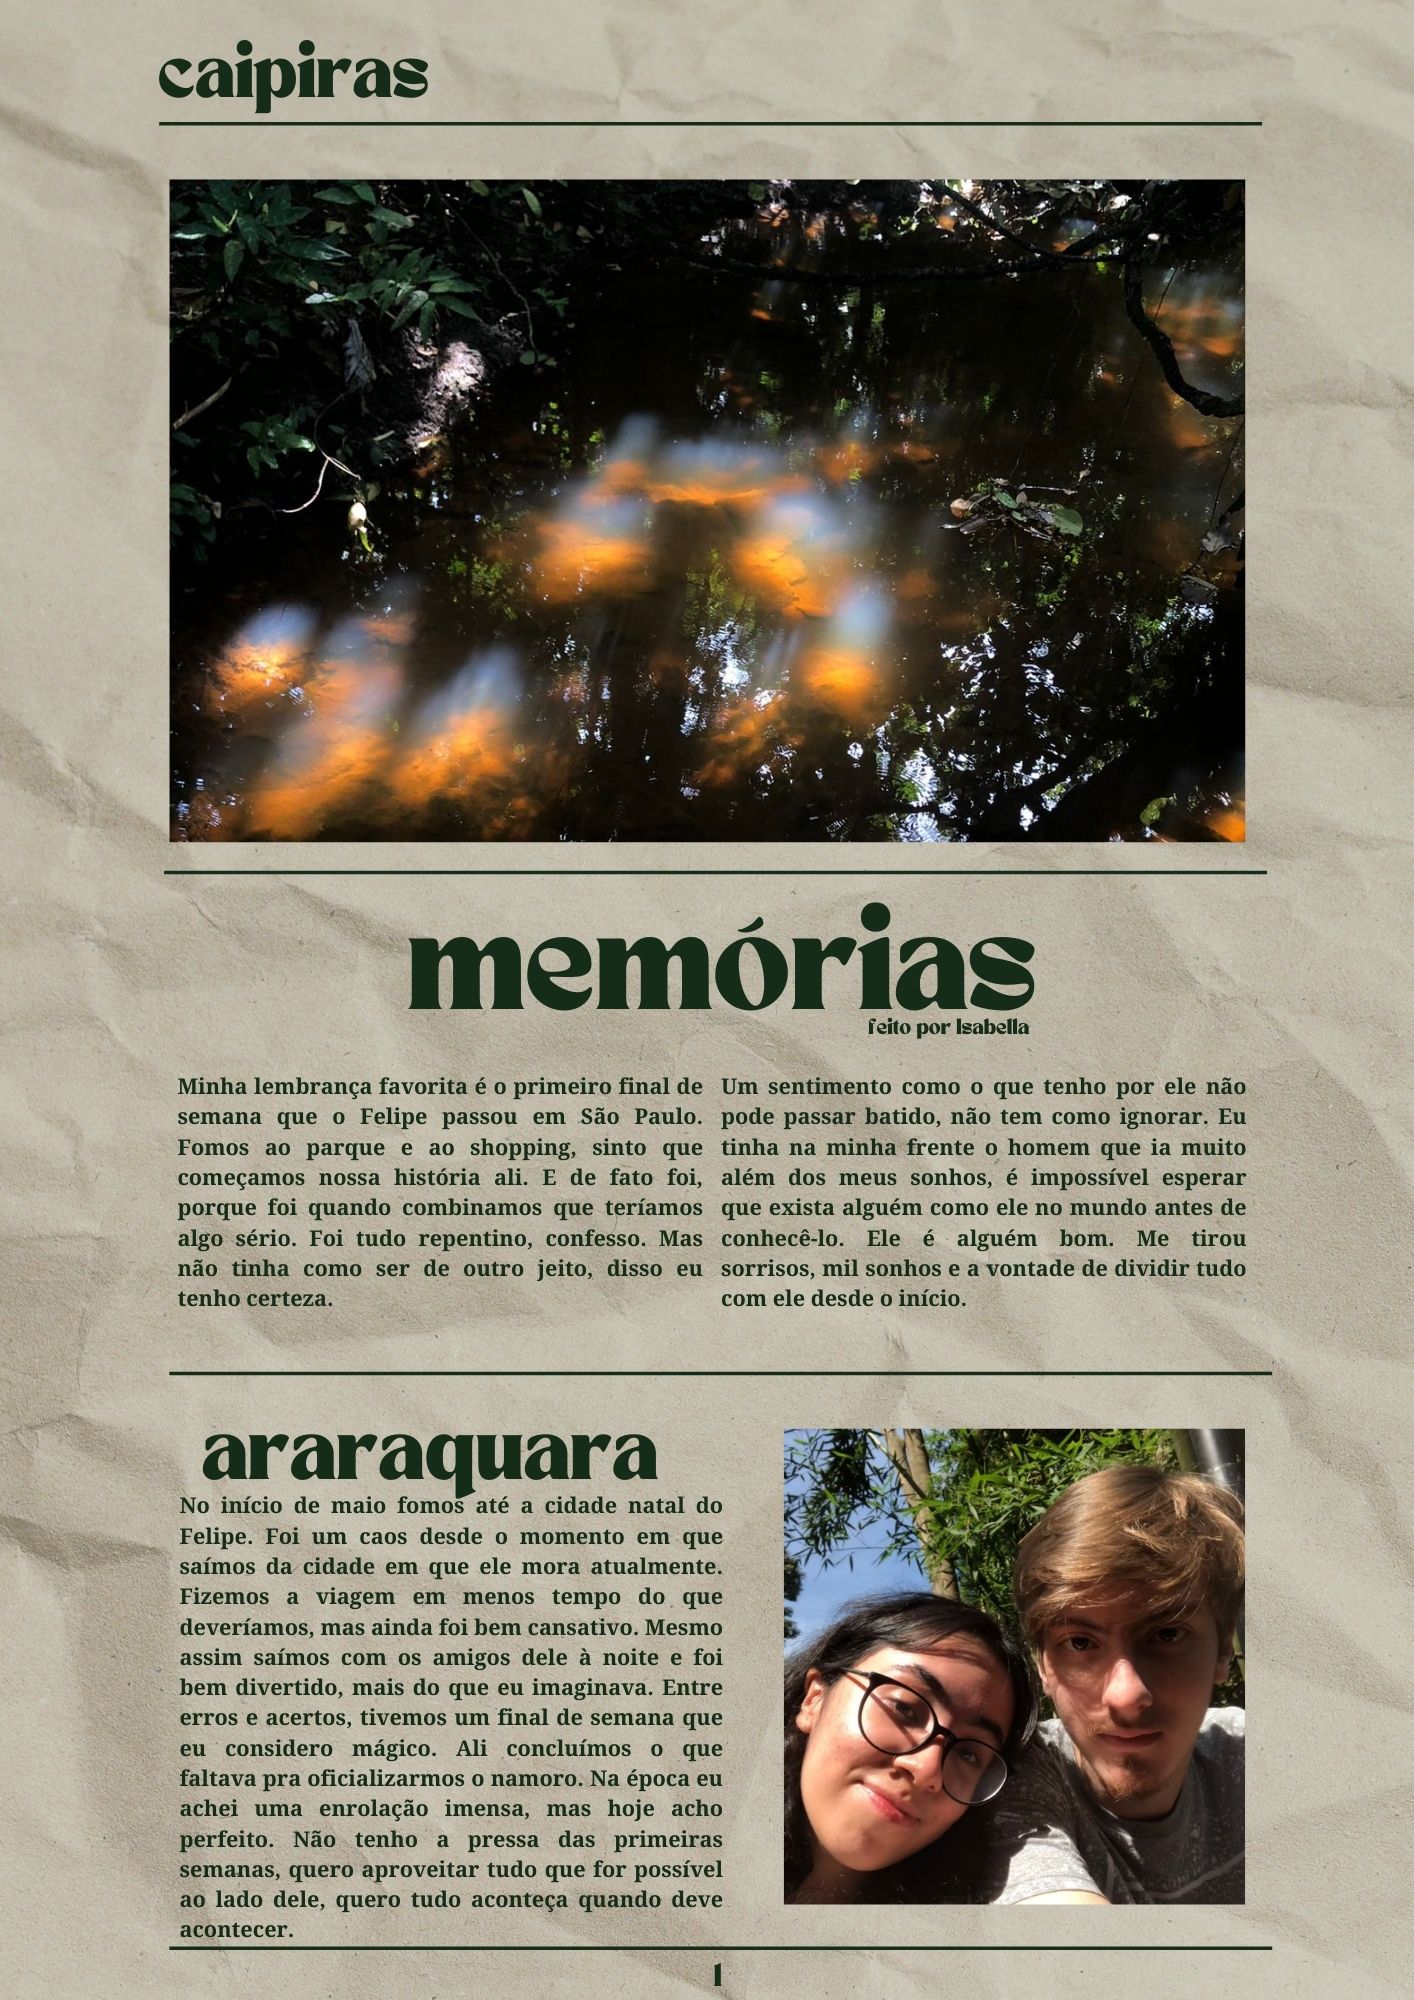 caipiras
memórias
feito por Isabella
Minha lembrança favorita é o primeiro final de
semana que o Felipe passou em São Paulo.
Fomos ao parque e ao shopping, sinto que
começamos nossa história ali. E de fato foi,
porque foi quando combinamos que teríamos
algo sério. Foi tudo repentino, confesso. Mas
não tinha como ser de outro jeito, disso eu
tenho certeza.
Um sentimento como o que tenho por ele não
pode passar batido, não tem como ignorar. Eu
tinha na minha frente o homem que ia muito
além dos meus sonhos, é impossível esperar
que exista alguém como ele no mundo antes de
conhecê-lo. Ele é alguém bom. Me tirou
sorrisos, mil sonhos e a vontade de dividir tudo
com ele desde o início.
araraquara
No início de maio fomos até a cidade natal do
Felipe. Foi um caos desde o momento em que
saímos da cidade em que ele mora atualmente.
Fizemos a viagem em menos tempo do que
deveríamos, mas ainda foi bem cansativo. Mesmo
assim saímos com os amigos dele à noite e foi
bem divertido, mais do que eu imaginava. Entre
erros e acertos, tivemos um final de semana que
eu considero mágico. Ali concluímos o que
faltava pra oficializarmos o namoro. Na época eu
achei uma enrolação imensa, mas hoje acho
perfeito. Não tenho a pressa das primeiras
semanas, quero aproveitar tudo que for possível
ao lado dele, quero tudo aconteça quando deve
acontecer.
1